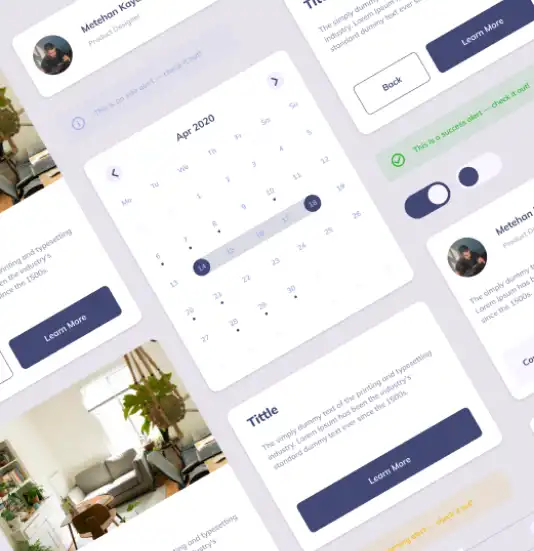 Metehan Kaya
Product Designer
This is an info alert — check it out!
Apr 2020
Mo Tu We Th Fr Sa Su
1 2 3 4 5
6 7 8 9 10 11 12
13 14 15 16 17 18 19
20 21 22 23 24 25 26
27 28 29 30
The simply dummy text of the printing and typesetting
industry. Lorem Ipsum has been the industry's
standard dummy text ever since the 1500s.
Back
Learn More
This is a success alert — check it out!
Metehan
Product De
The simply dummy text
Lorem Ipsum has been
since the 1500s.
printing and typesetting
the industry's
since the 1500s.
Learn More
Tittle
The simply dummy text of the printing and typesetting
industry. Lorem Ipsum has been the industry's
standard dummy text ever since the 1500s.
Learn More
alert — check it out!
printing and typesetting
industry's